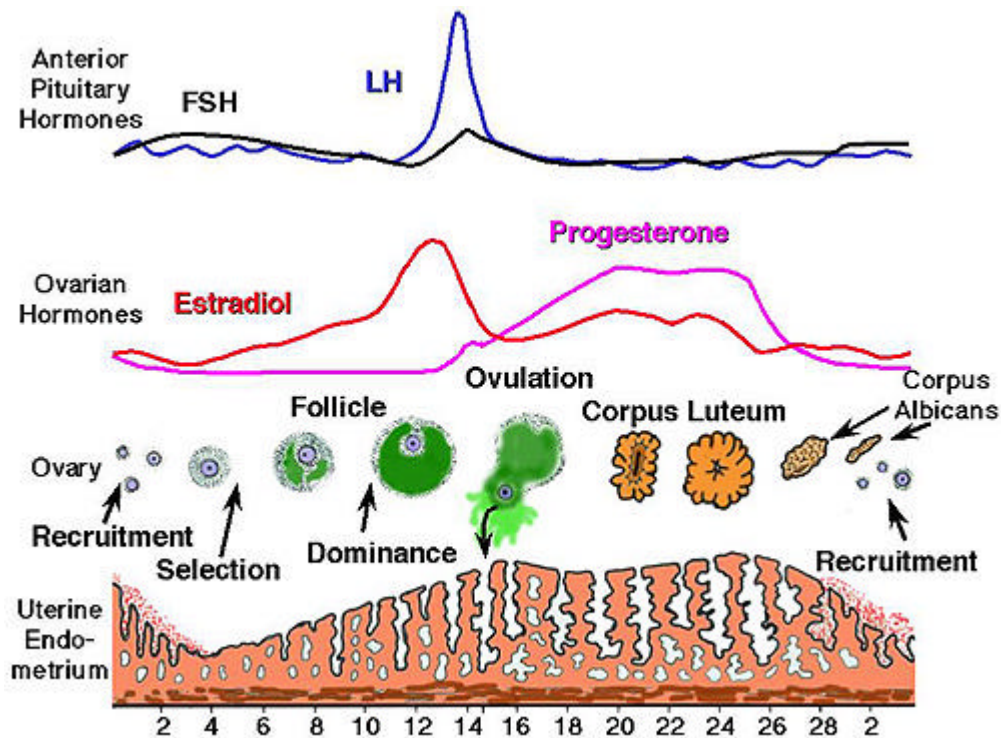 Anterior
Pituitary
Hormones
FSH
LH
Ovarian
Hormones
Estradiol
Progesterone
Ovulation
Follicle
Corpus Luteum
Corpus
Albicans
Ovary
Recruitment
Selection
Dominance
Recruitment
Uterine
Endo-
metrium
2 4 6 8 10 12 14 16 18 20 22 24 26 28 2